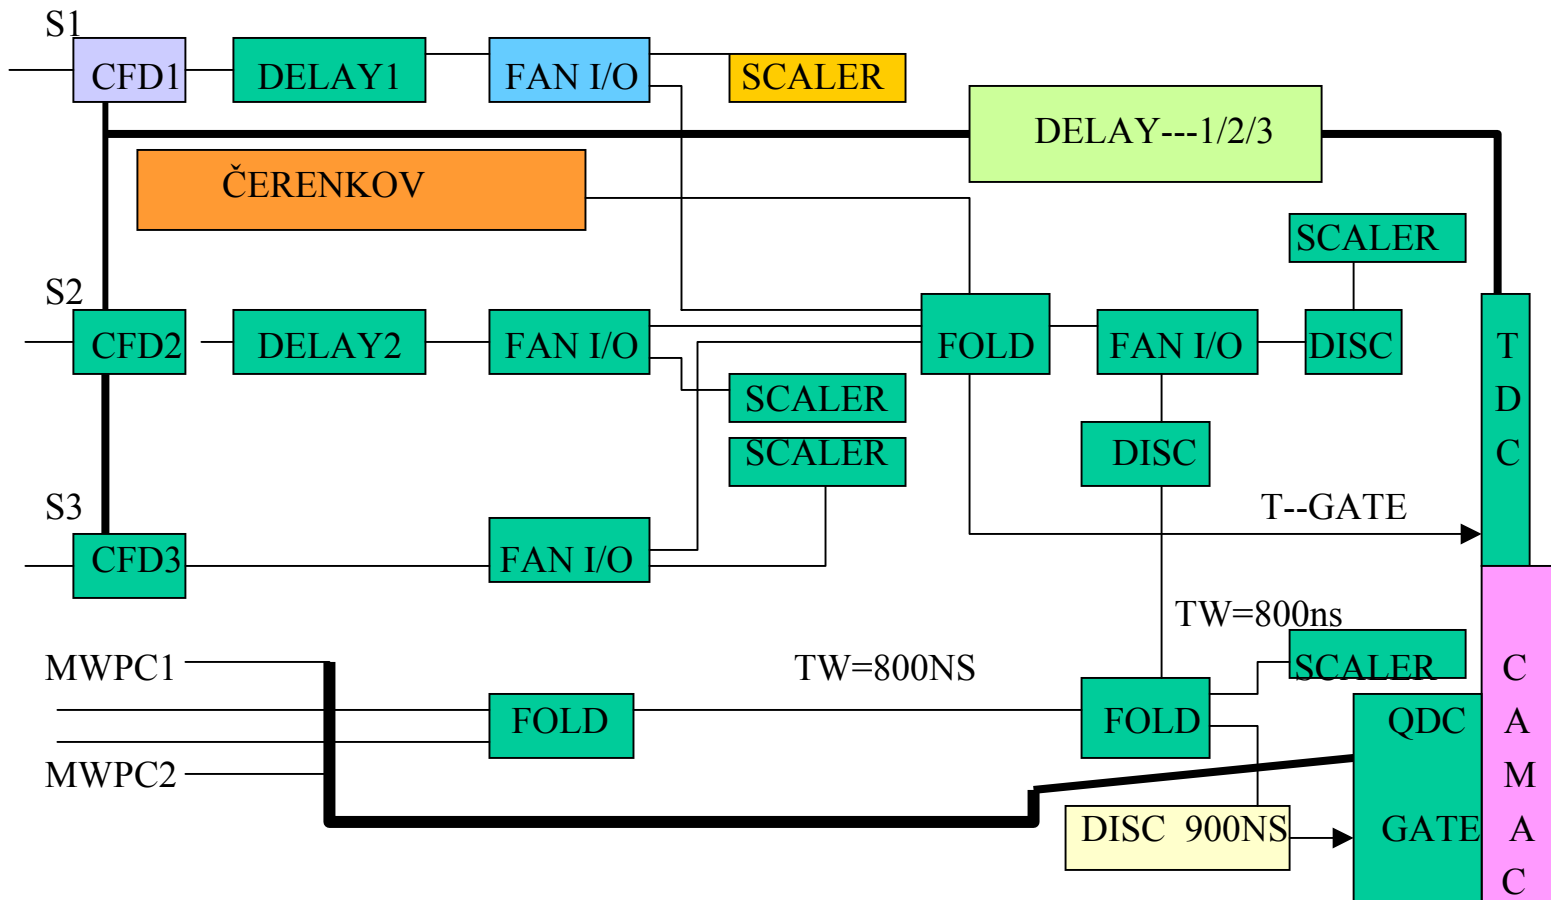 S1
CFD1 DELAY1 FAN I/O SCALER
DELAY---1/2/3
ČERENKOV
SCALER
S2
CFD2 DELAY2 FAN I/O FOLD FAN I/O DISC
SCALER
SCALER
DISC
S3
T--GATE
CFD3 FAN I/O
T
D
C
TW=800ns
MWPC1 TW=800NS SCALER
FOLD FOLD QDC
MWPC2
DISC 900NS GATE
C
A
M
A
C